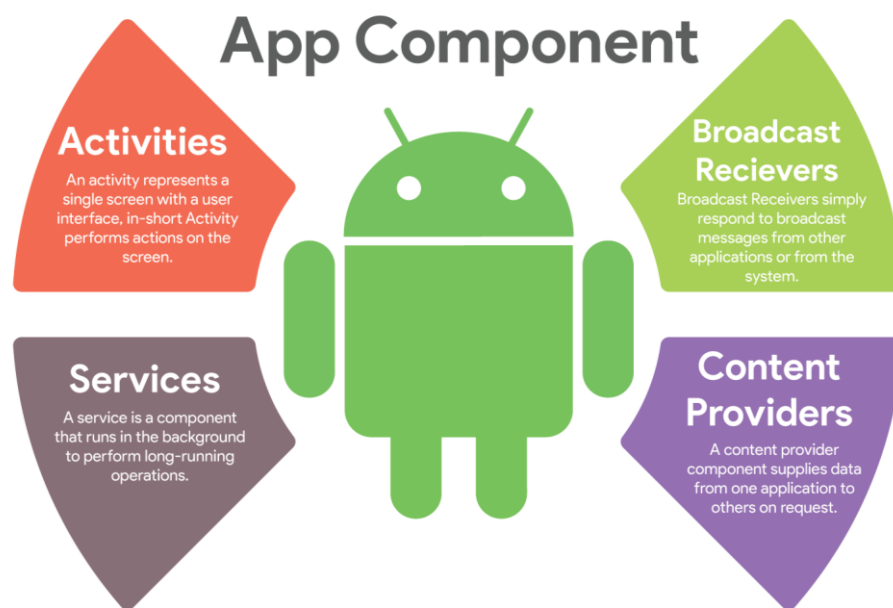 App Component
Activities
An activity represents a
single screen with a user
interface, in-short Activity
performs actions on the
screen.
Broadcast
Recievers
Broadcast Receivers simply
respond to broadcast
messages from other
applications or from the
system.
Services
A service is a component
that runs in the background
to perform long-running
operations.
Content
Providers
A content provider
component supplies data
from one application to
others on request.